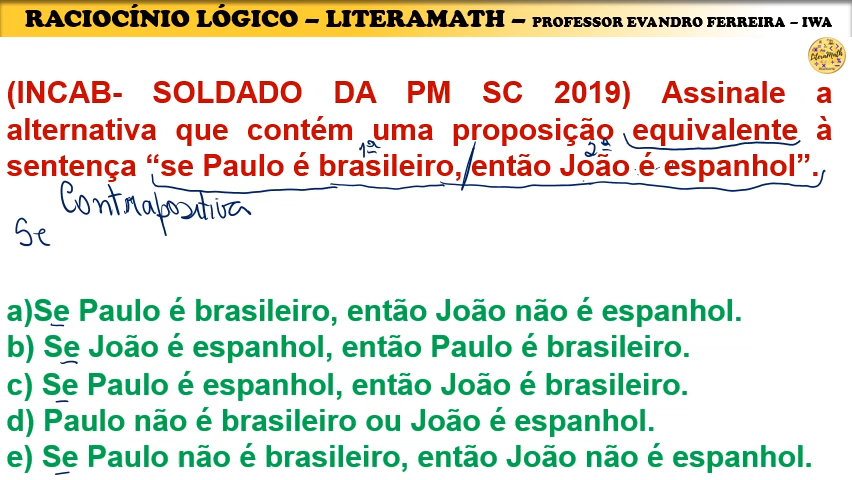 RACIOCÍNIO LÓGICO – LITERAMATH – PROFESSOR EVANDRO FERREIRA – IWA
LiteraMath
(INCAB- SOLDADO DA PM SC 2019) Assinale a
alternativa que contém uma proposição equivalente à
1ª 2ª
sentença “se Paulo é brasileiro, então João é espanhol”.
Contrapositiva
Se
a)Se Paulo é brasileiro, então João não é espanhol.
b) Se João é espanhol, então Paulo é brasileiro.
c) Se Paulo é espanhol, então João é brasileiro.
d) Paulo não é brasileiro ou João é espanhol.
e) Se Paulo não é brasileiro, então João não é espanhol.